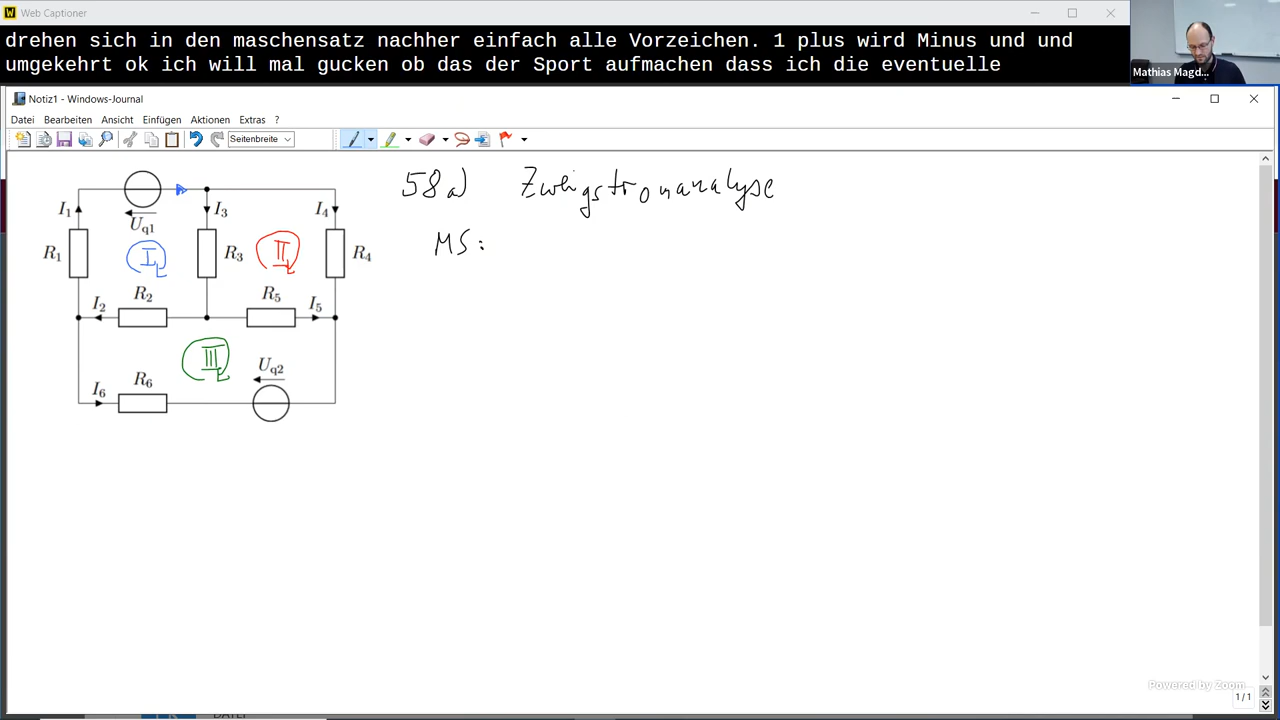 Web Captioner
drehen sich in den maschensatz nachher einfach alle Vorzeichen. 1 plus wird Minus und und
umgekehrt ok ich will mal gucken ob das der Sport aufmachen dass ich die eventuelle
Mathias Magd...
Notiz1 - Windows-Journal
Datei Bearbeiten Ansicht Einfügen Aktionen Extras ?
Seitenbreite
58a) Zweigstromanalyse
MS:
I1
Uq1
I3
I4
R1
I
R3
II
R4
I2
R2
R5
I5
III
I6
R6
Uq2
Powered by Zoom
1/1